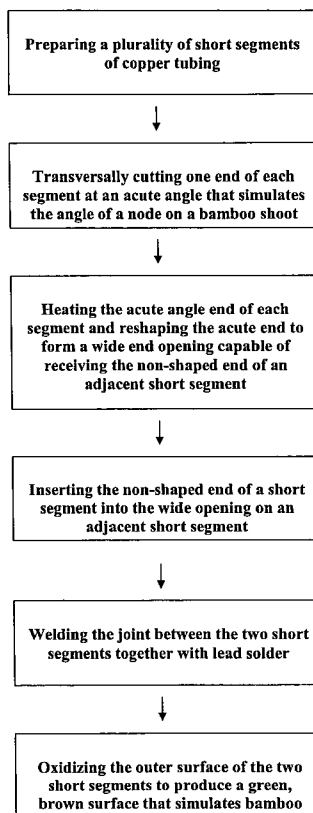 Preparing a plurality of short segments
of copper tubing
Transversally cutting one end of each
segment at an acute angle that simulates
the angle of a node on a bamboo shoot
Heating the acute angle end of each
segment and reshaping the acute end to
form a wide end opening capable of
receiving the non-shaped end of an
adjacent short segment
Inserting the non-shaped end of a short
segment into the wide opening on an
adjacent short segment
Welding the joint between the two short
segments together with lead solder
Oxidizing the outer surface of the two
short segments to produce a green,
brown surface that simulates bamboo